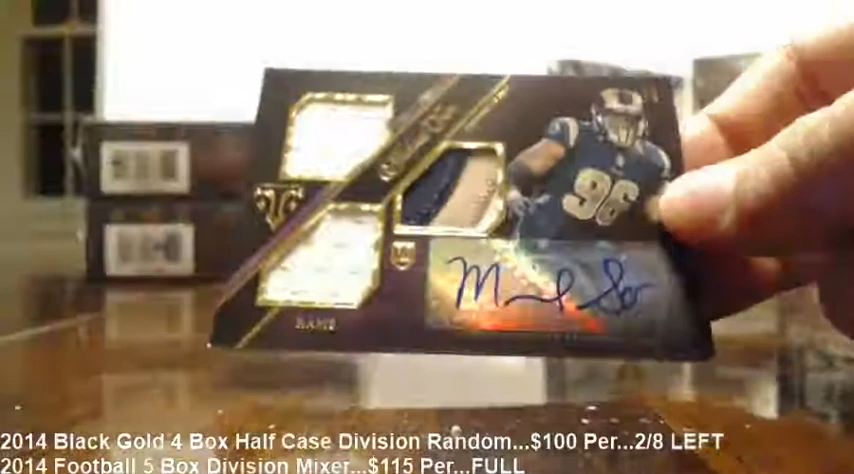 96
RAMS
2014 Black Gold 4 Box Half Case Division Random...$100 Per...2/8 LEFT
2014 Football 5 Box Division Mixer...$115 Per...FULL